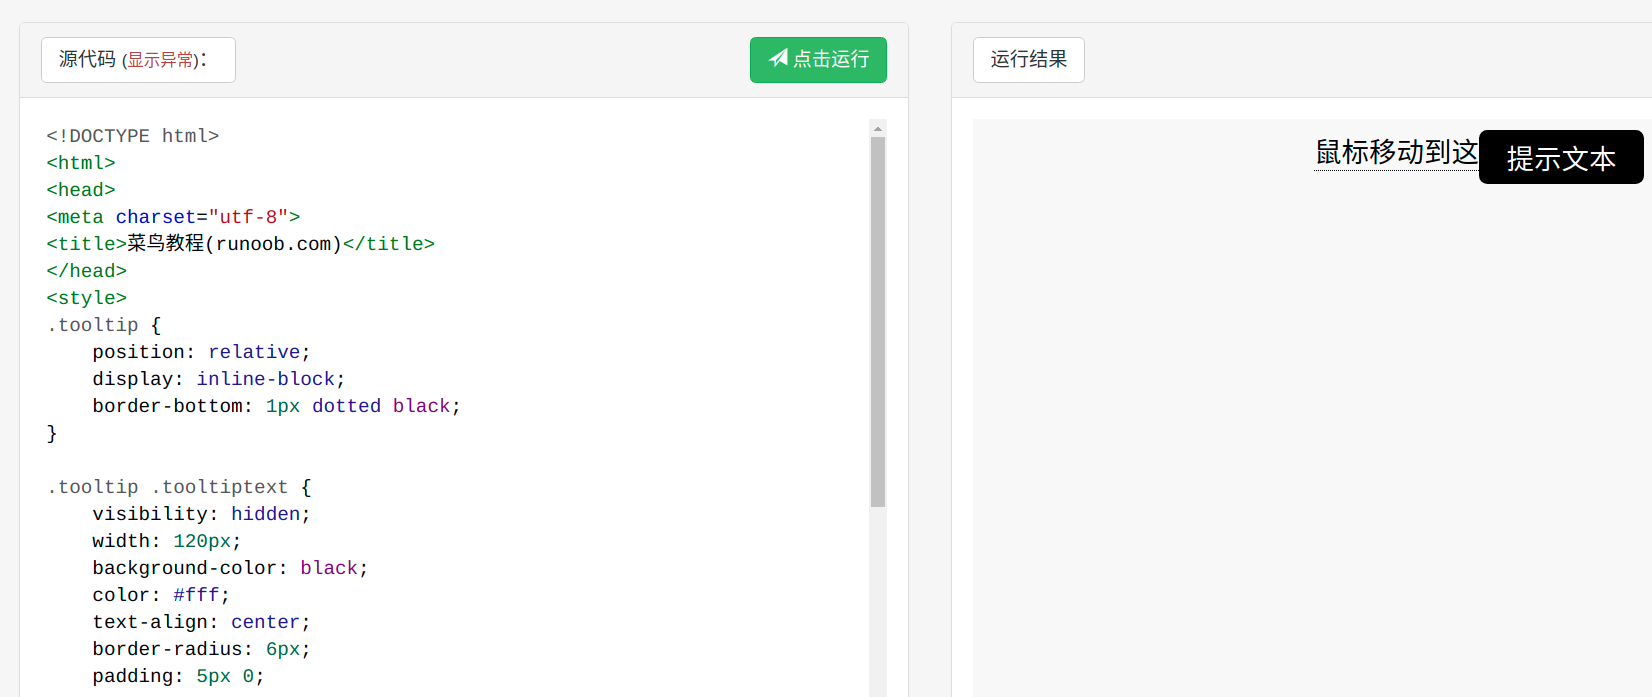 源代码 (显示异常)：
点击运行
<!DOCTYPE html>
<html>
<head>
<meta charset="utf-8">
<title>菜鸟教程(runoob.com)</title>
</head>
<style>
.tooltip {
    position: relative;
    display: inline-block;
    border-bottom: 1px dotted black;
}

.tooltip .tooltiptext {
    visibility: hidden;
    width: 120px;
    background-color: black;
    color: #fff;
    text-align: center;
    border-radius: 6px;
    padding: 5px 0;
运行结果
鼠标移动到这
提示文本